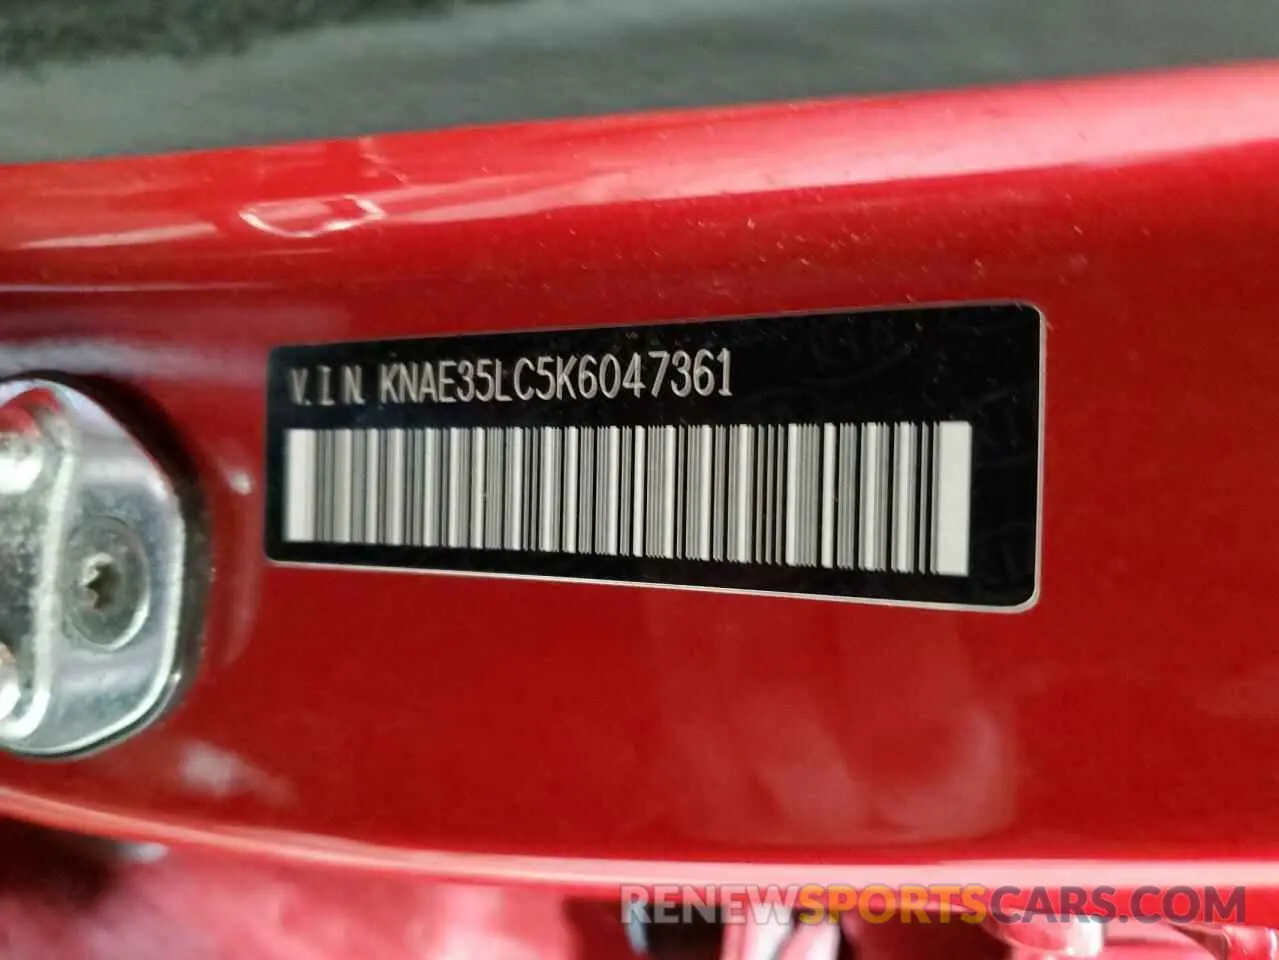 V.I.N. KNAE35LC5K6047361
RENEWSPORTSCARS.COM